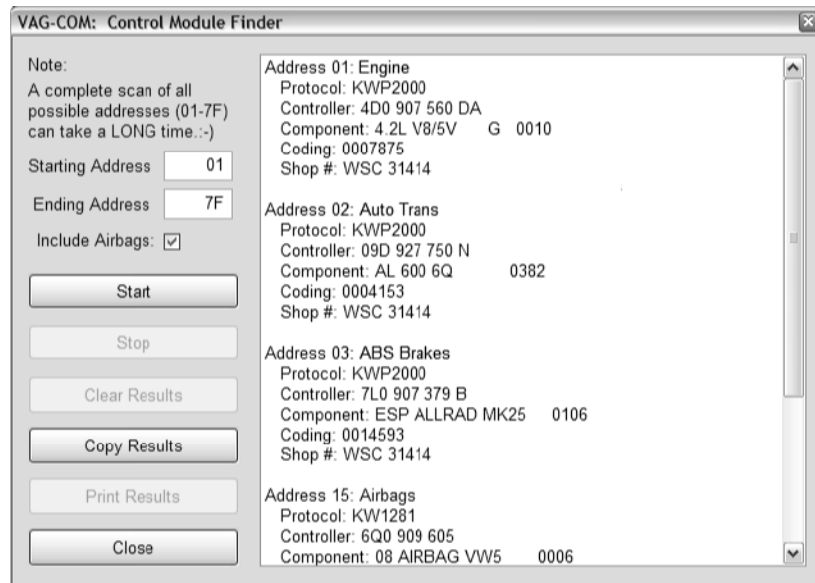 VAG-COM: Control Module Finder
Note:
A complete scan of all
possible addresses (01-7F)
can take a LONG time.:-)
Starting Address 01
Ending Address 7F
Include Airbags:
Start
Stop
Clear Results
Copy Results
Print Results
Close
Address 01: Engine
Protocol: KWP2000
Controller: 4D0 907 560 DA
Component: 4.2L V8/5V G 0010
Coding: 0007875
Shop #: WSC 31414
Address 02: Auto Trans
Protocol: KWP2000
Controller: 09D 927 750 N
Component: AL 600 6Q 0382
Coding: 0004153
Shop #: WSC 31414
Address 03: ABS Brakes
Protocol: KWP2000
Controller: 7L0 907 379 B
Component: ESP ALLRAD MK25 0106
Coding: 0014593
Shop #: WSC 31414
Address 15: Airbags
Protocol: KW1281
Controller: 6Q0 909 605
Component: 08 AIRBAG VW5 0006